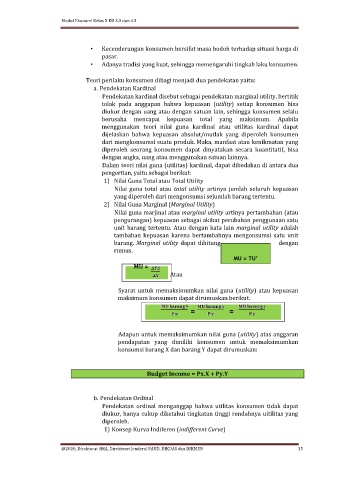 Modul Ekonomi Kelas X KD 3.3 dan 4.3
• Kecenderungan konsumen bersifat masa bodoh terhadap situasi harga di
pasar.
• Adanya tradisi yang kuat, sehingga memengaruhi tingkah laku konsumen.
Teori perilaku konsumen dibagi menjadi dua pendekatan yaitu:
a. Pendekatan Kardinal
Pendekatan kardinal disebut sebagai pendekatan marginal utility, bertitik
tolak pada anggapan bahwa kepuasan (utility) setiap konsumen bisa
diukur dengan uang atau dengan satuan lain, sehingga konsumen selalu
berusaha mencapai kepuasan total yang maksimum. Apabila
menggunakan teori nilai guna kardinal atau utilitas kardinal dapat
dijelaskan bahwa kepuasan absolut/mutlak yang diperoleh konsumen
dari mengkonsumsi suatu produk. Maka, manfaat atau kenikmatan yang
diperoleh seorang konsumen dapat dinyatakan secara kuantitatif, bisa
dengan angka, uang atau menggunakan satuan lainnya.
Dalam teori nilai guna (utilitas) kardinal, dapat dibedakan di antara dua
pengertian, yaitu sebagai berikut:
1) Nilai Guna Total atau Total Utility
Nilai guna total atau total utility artinya jumlah seluruh kepuasan
yang diperoleh dari mengonsumsi sejumlah barang tertentu.
2) Nilai Guna Marginal (Marginal Utility)
Nilai guna marjinal atau marginal utility artinya pertambahan (atau
pengurangan) kepuasan sebagai akibat perubahan penggunaan satu
unit barang tertentu. Atau dengan kata lain marginal utility adalah
tambahan kepuasan karena bertambahnya mengonsumsi satu unit
barang. Marginal utility dapat dihitung dengan
rumus.
MU = TU'
MU = ΔTU
ΔY Atau
Syarat untuk memaksimumkan nilai guna (utility) atau kepuasan
maksimum konsumen dapat dirumuskan berikut.
MU barang X = MU barang Y = MU barang z
P x P y P z
Adapun untuk memaksimumkan nilai guna (utility) atas anggaran
pendapatan yang dimiliki konsumen untuk memaksimumkan
konsumsi barang X dan barang Y dapat dirumuskan:
Budget Income = Px.X + Py.Y
b. Pendekatan Ordinal
Pendekatan ordinal menganggap bahwa utilitas konsumen tidak dapat
diukur, hanya cukup diketahui tingkatan tinggi rendahnya utilitas yang
diperoleh.
1) Konsep Kurva Indiferen (Indifferent Curve)
@2020, Direktorat SMA, Direktorat Jenderal PAUD, DIKDAS dan DIKMEN 15